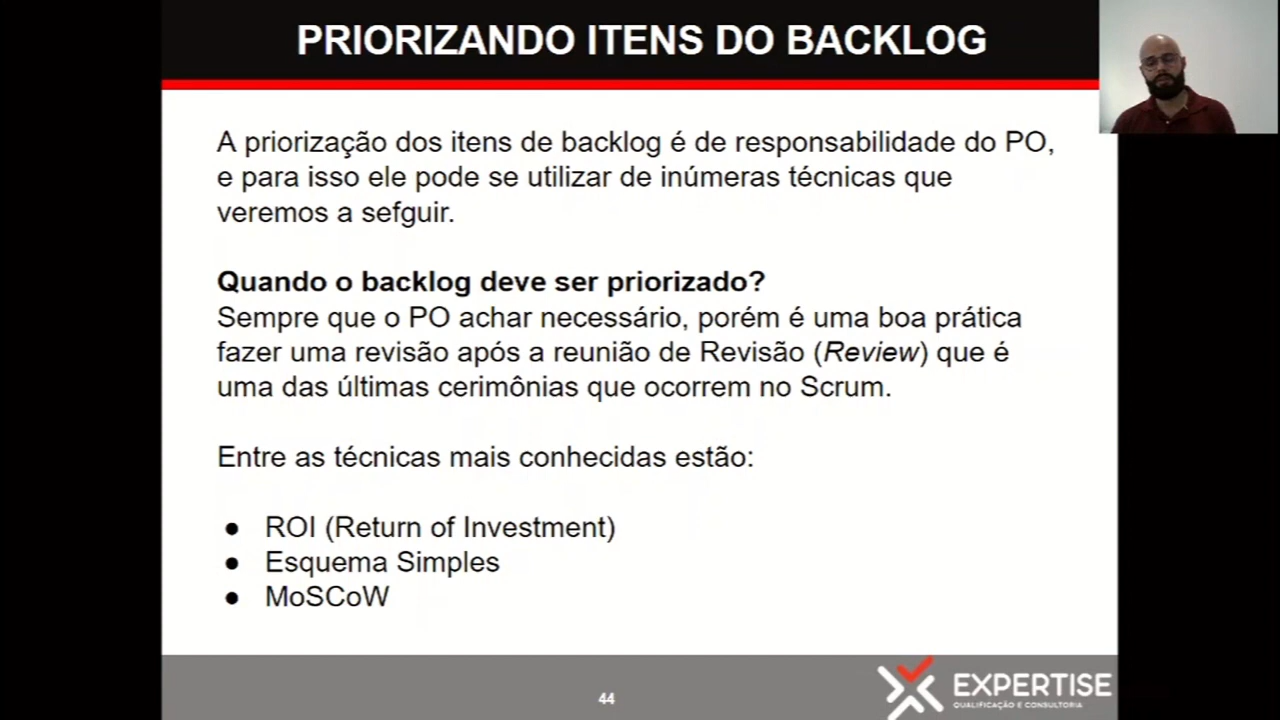 PRIORIZANDO ITENS DO BACKLOG
A priorização dos itens de backlog é de responsabilidade do PO,
e para isso ele pode se utilizar de inúmeras técnicas que
veremos a sefguir.
Quando o backlog deve ser priorizado?
Sempre que o PO achar necessário, porém é uma boa prática
fazer uma revisão após a reunião de Revisão (Review) que é
uma das últimas cerimônias que ocorrem no Scrum.
Entre as técnicas mais conhecidas estão:
● ROI (Return of Investment)
● Esquema Simples
● MoSCoW
44
EXPERTISE
QUALIFICAÇÃO E CONSULTORIA